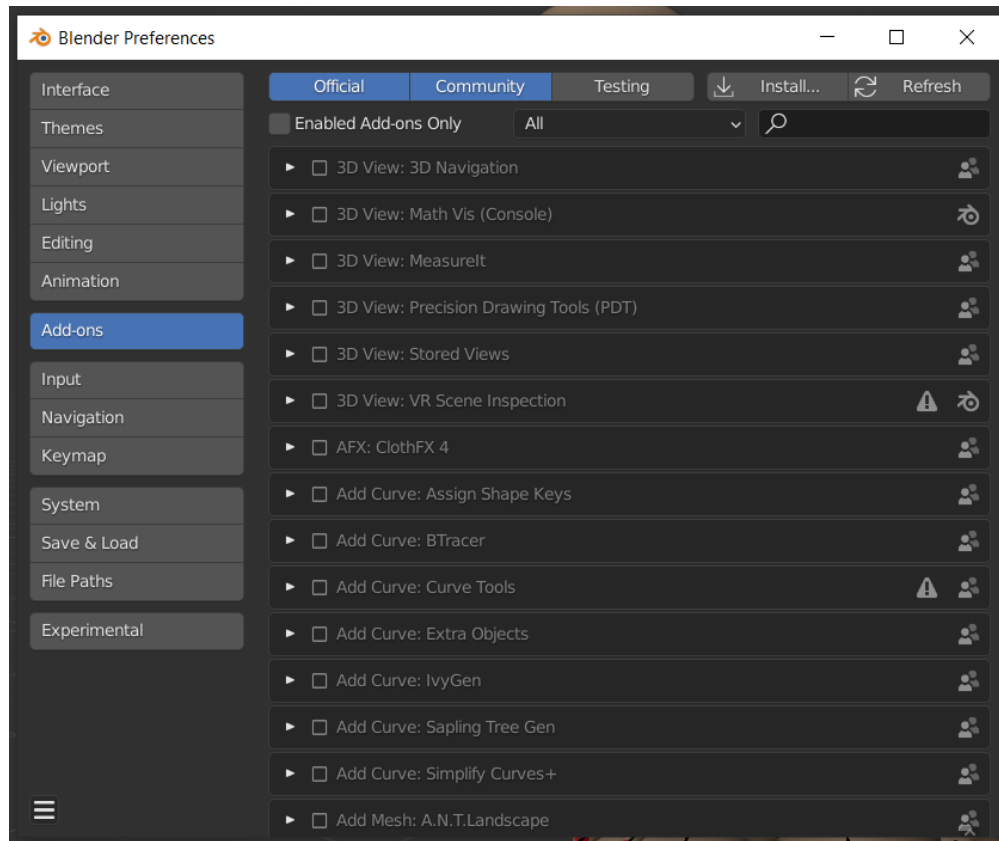 Blender Preferences
Interface
Themes
Viewport
Lights
Editing
Animation
Add-ons
Input
Navigation
Keymap
System
Save & Load
File Paths
Experimental
Official Community Testing Install... Refresh
Enabled Add-ons Only All
3D View: 3D Navigation
3D View: Math Vis (Console)
3D View: MeasureIt
3D View: Precision Drawing Tools (PDT)
3D View: Stored Views
3D View: VR Scene Inspection
AFX: ClothFX 4
Add Curve: Assign Shape Keys
Add Curve: BTracer
Add Curve: Curve Tools
Add Curve: Extra Objects
Add Curve: IvyGen
Add Curve: Sapling Tree Gen
Add Curve: Simplify Curves+
Add Mesh: A.N.T.Landscape